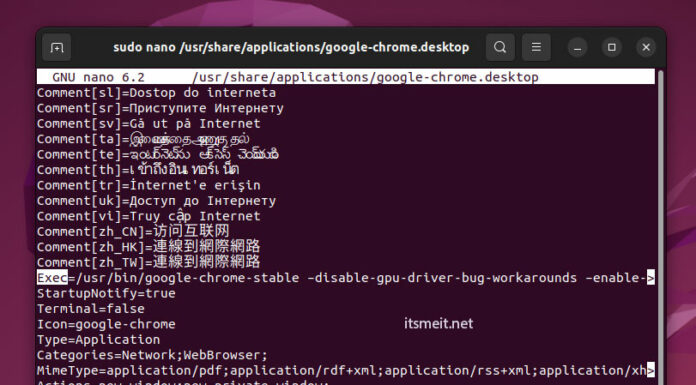 sudo nano /usr/share/applications/google-chrome.desktop
GNU nano 6.2 /usr/share/applications/google-chrome.desktop
Comment[sl]=Dostop do interneta
Comment[sr]=Приступите Интернету
Comment[sv]=Gå ut på Internet
Comment[ta]=
Comment[te]=
Comment[th]=เข้าถึงอินเทอร์เน็ต
Comment[tr]=İnternet'e erişin
Comment[uk]=Доступ до Інтернету
Comment[vi]=Truy cập Internet
Comment[zh_CN]=访问互联网
Comment[zh_HK]=連線到網際網路
Comment[zh_TW]=連線到網際網路
Exec=/usr/bin/google-chrome-stable –disable-gpu-driver-bug-workarounds –enable->
StartupNotify=true
Terminal=false
Icon=google-chrome
itsmeit.net
Type=Application
Categories=Network;WebBrowser;
MimeType=application/pdf;application/rdf+xml;application/rss+xml;application/xh>
Actions=new-window;new-private-window;